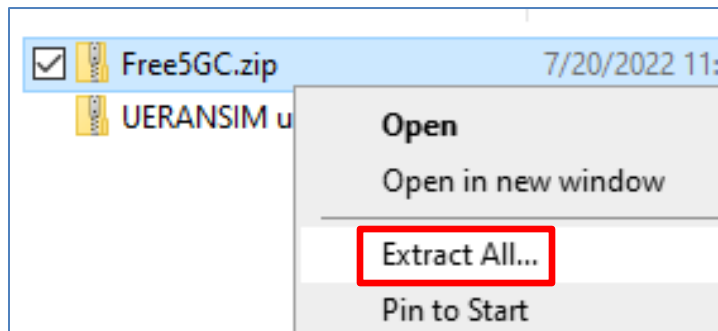 Free5GC.zip 7/20/2022 11:
UERANSIM u
Open
Open in new window
Extract All...
Pin to Start